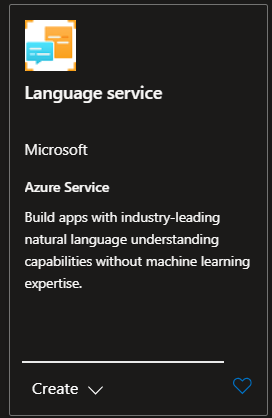 Language service
Microsoft
Azure Service
Build apps with industry-leading
natural language understanding
capabilities without machine learning
expertise.
Create